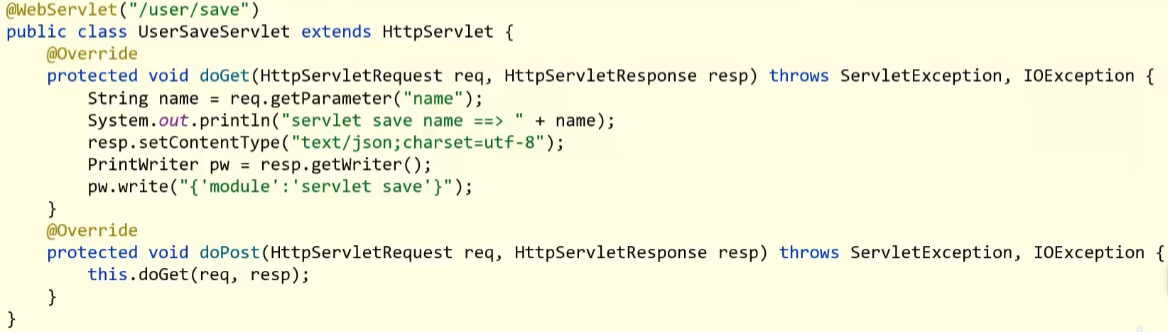 @WebServlet("/user/save")
public class UserSaveServlet extends HttpServlet {
    @Override
    protected void doGet(HttpServletRequest req, HttpServletResponse resp) throws ServletException, IOException {
        String name = req.getParameter("name");
        System.out.println("servlet save name ==> " + name);
        resp.setContentType("text/json;charset=utf-8");
        PrintWriter pw = resp.getWriter();
        pw.write("{'module':'servlet save'}");
    }
    @Override
    protected void doPost(HttpServletRequest req, HttpServletResponse resp) throws ServletException, IOException {
        this.doGet(req, resp);
    }
}